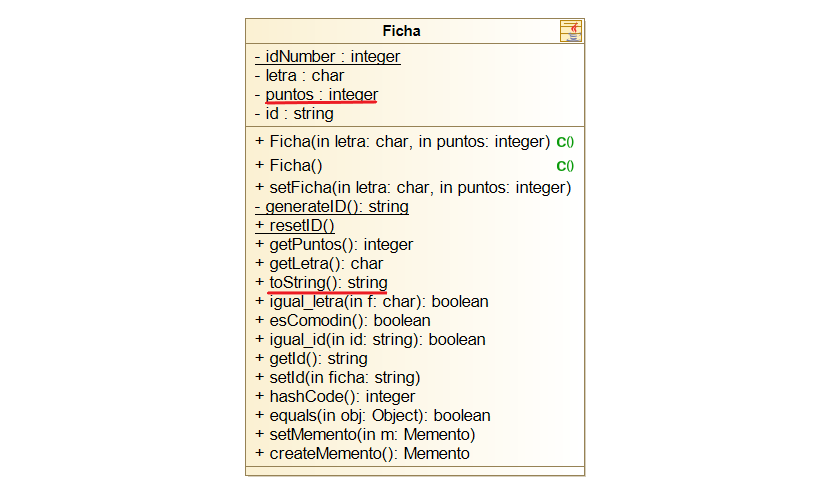 Ficha
- idNumber : integer
- letra : char
- puntos : integer
- id : string
+ Ficha(in letra: char, in puntos: integer) C()
+ Ficha() C()
+ setFicha(in letra: char, in puntos: integer)
- generateID(): string
+ resetID()
+ getPuntos(): integer
+ getLetra(): char
+ toString(): string
+ igual_letra(in f: char): boolean
+ esComodin(): boolean
+ igual_id(in id: string): boolean
+ getId(): string
+ setId(in ficha: string)
+ hashCode(): integer
+ equals(in obj: Object): boolean
+ setMemento(in m: Memento)
+ createMemento(): Memento